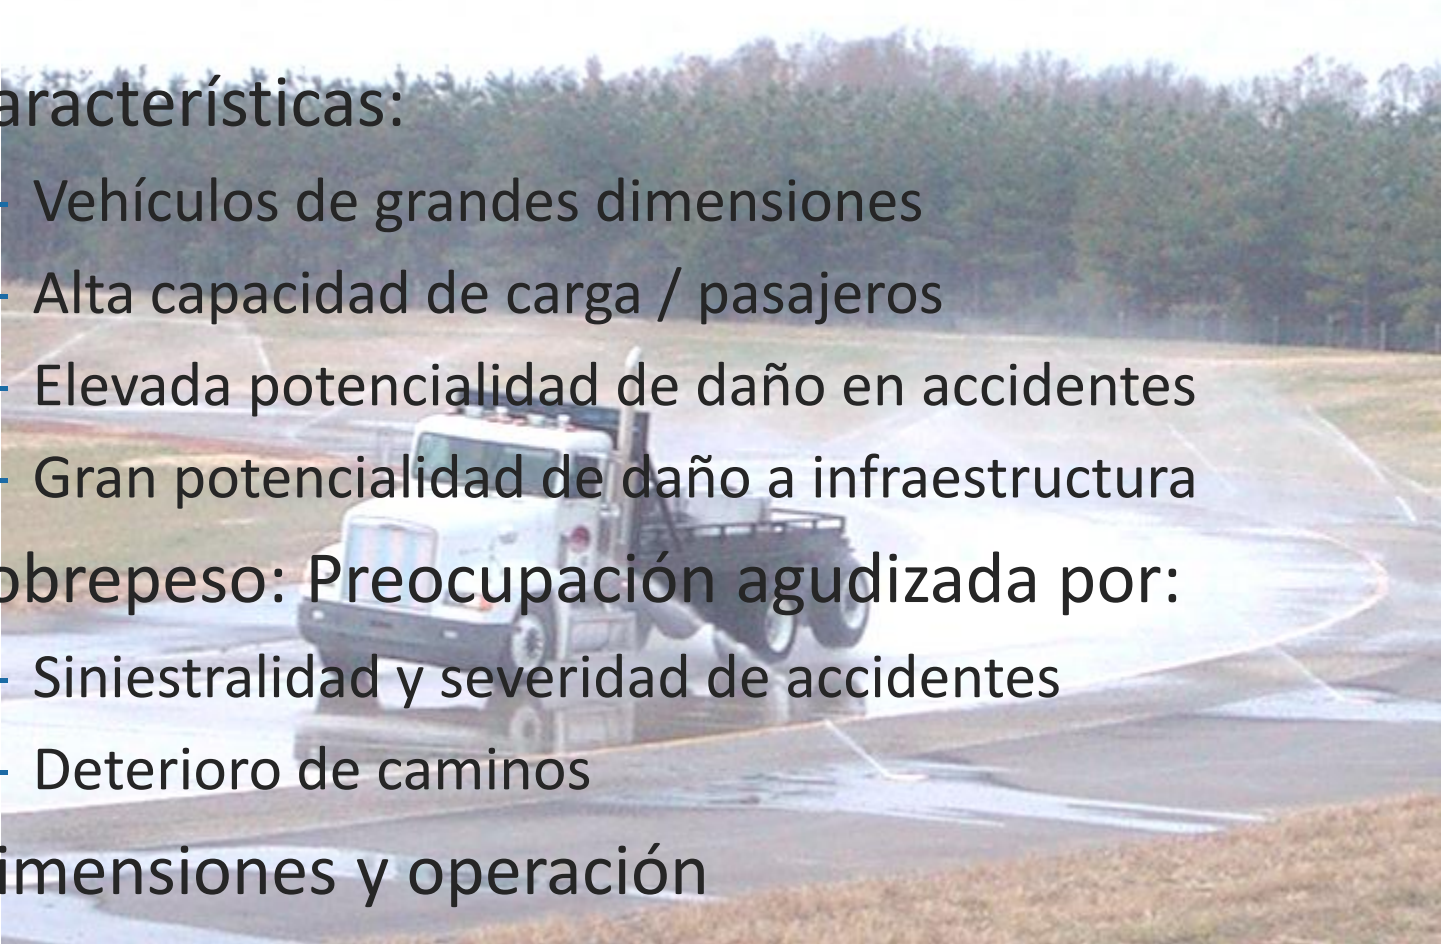 aracterísticas:
- Vehículos de grandes dimensiones
- Alta capacidad de carga / pasajeros
- Elevada potencialidad de daño en accidentes
- Gran potencialidad de daño a infraestructura
obrepeso: Preocupación agudizada por:
- Siniestralidad y severidad de accidentes
- Deterioro de caminos
imensiones y operación